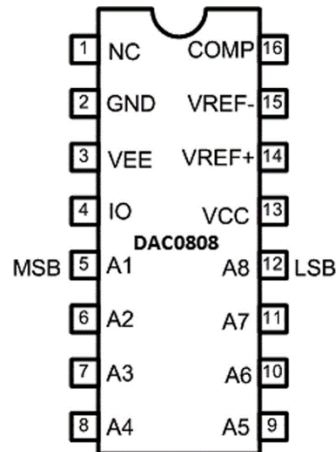 1 NC COMP 16
2 GND VREF- 15
3 VEE VREF+ 14
4 IO VCC 13
DAC0808
MSB 5 A1 A8 12 LSB
6 A2 A7 11
7 A3 A6 10
8 A4 A5 9